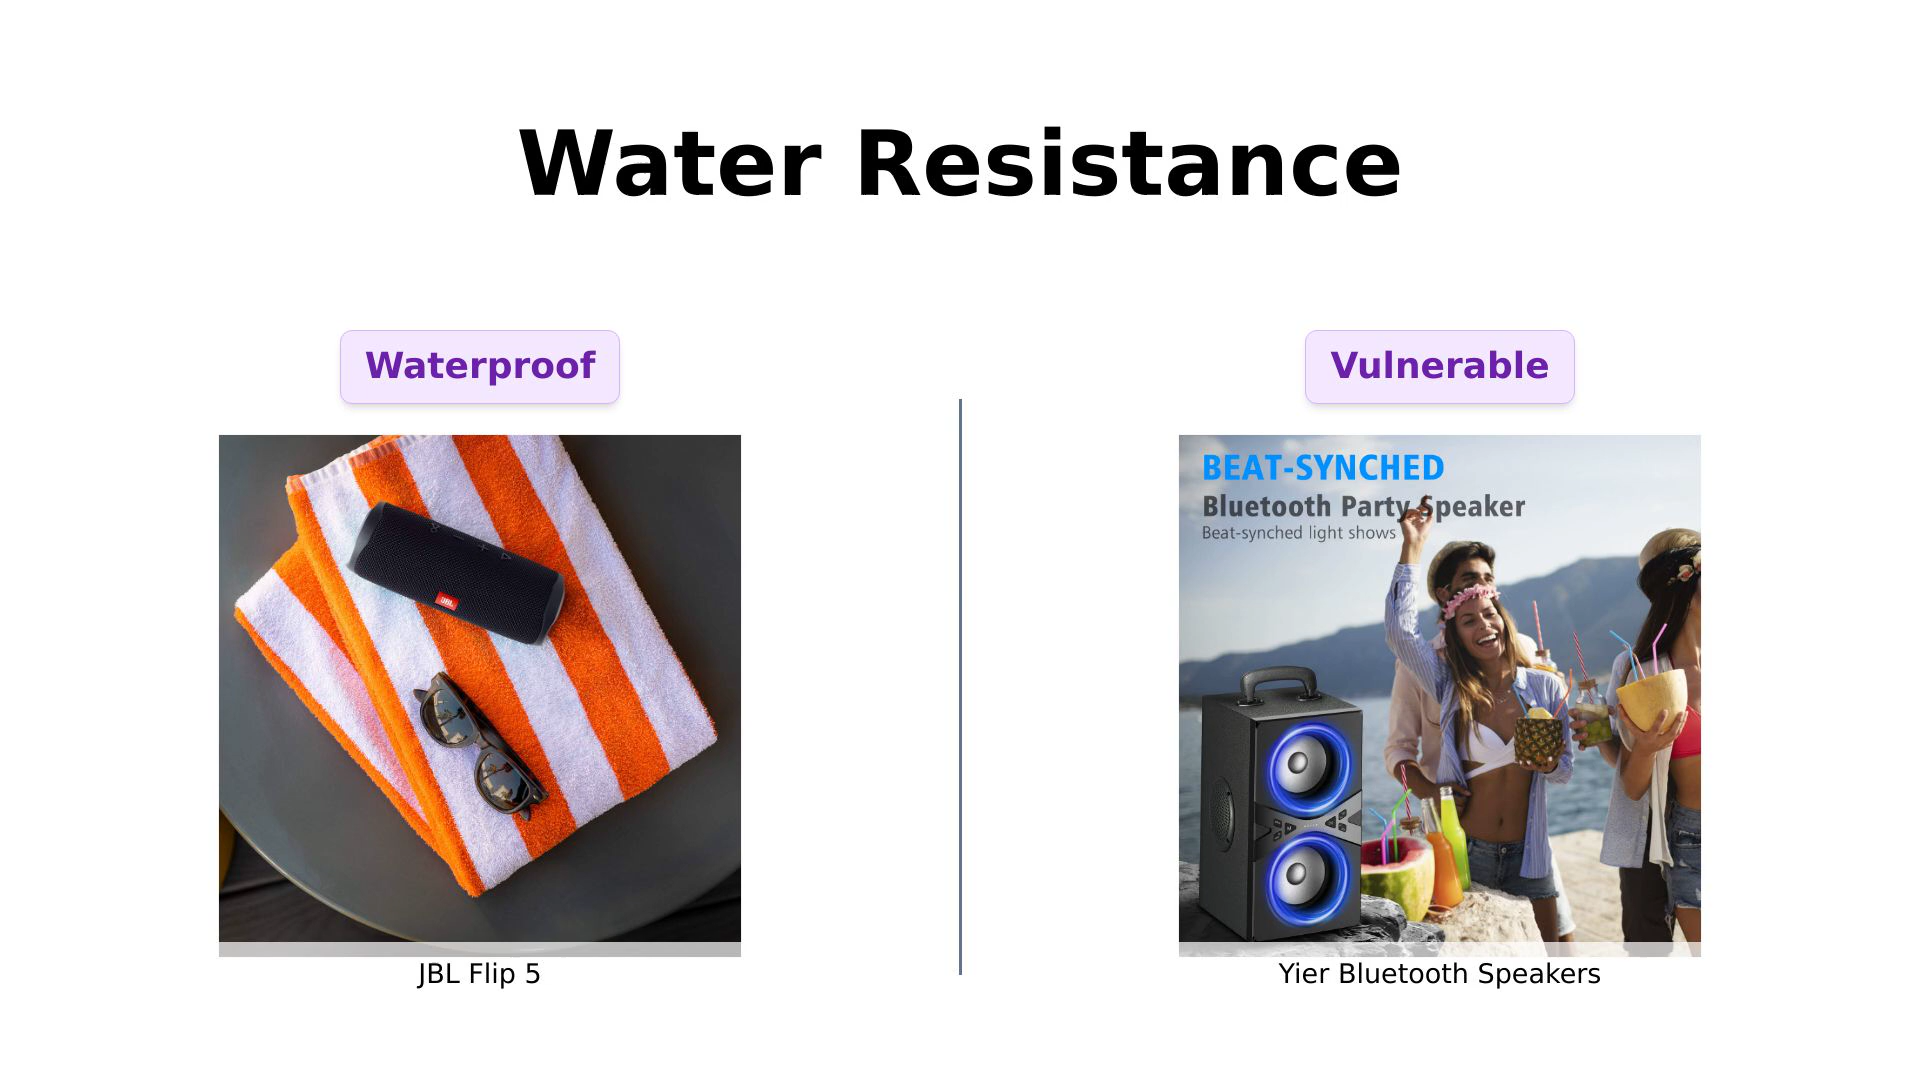 Water Resistance
Waterproof
JBL
JBL Flip 5
Vulnerable
BEAT-SYNCHED
Bluetooth Party Speaker
Beat-synched light shows
Yier Bluetooth Speakers